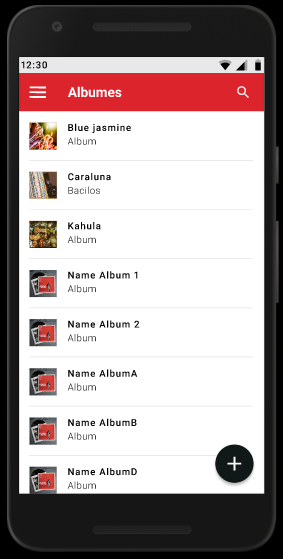 12:30
Albumes
Blue jasmine
Album
Caraluna
Bacilos
Kahula
Album
Name Album 1
Album
Name Album 2
Album
Name AlbumA
Album
Name AlbumB
Album
Name AlbumD
Album